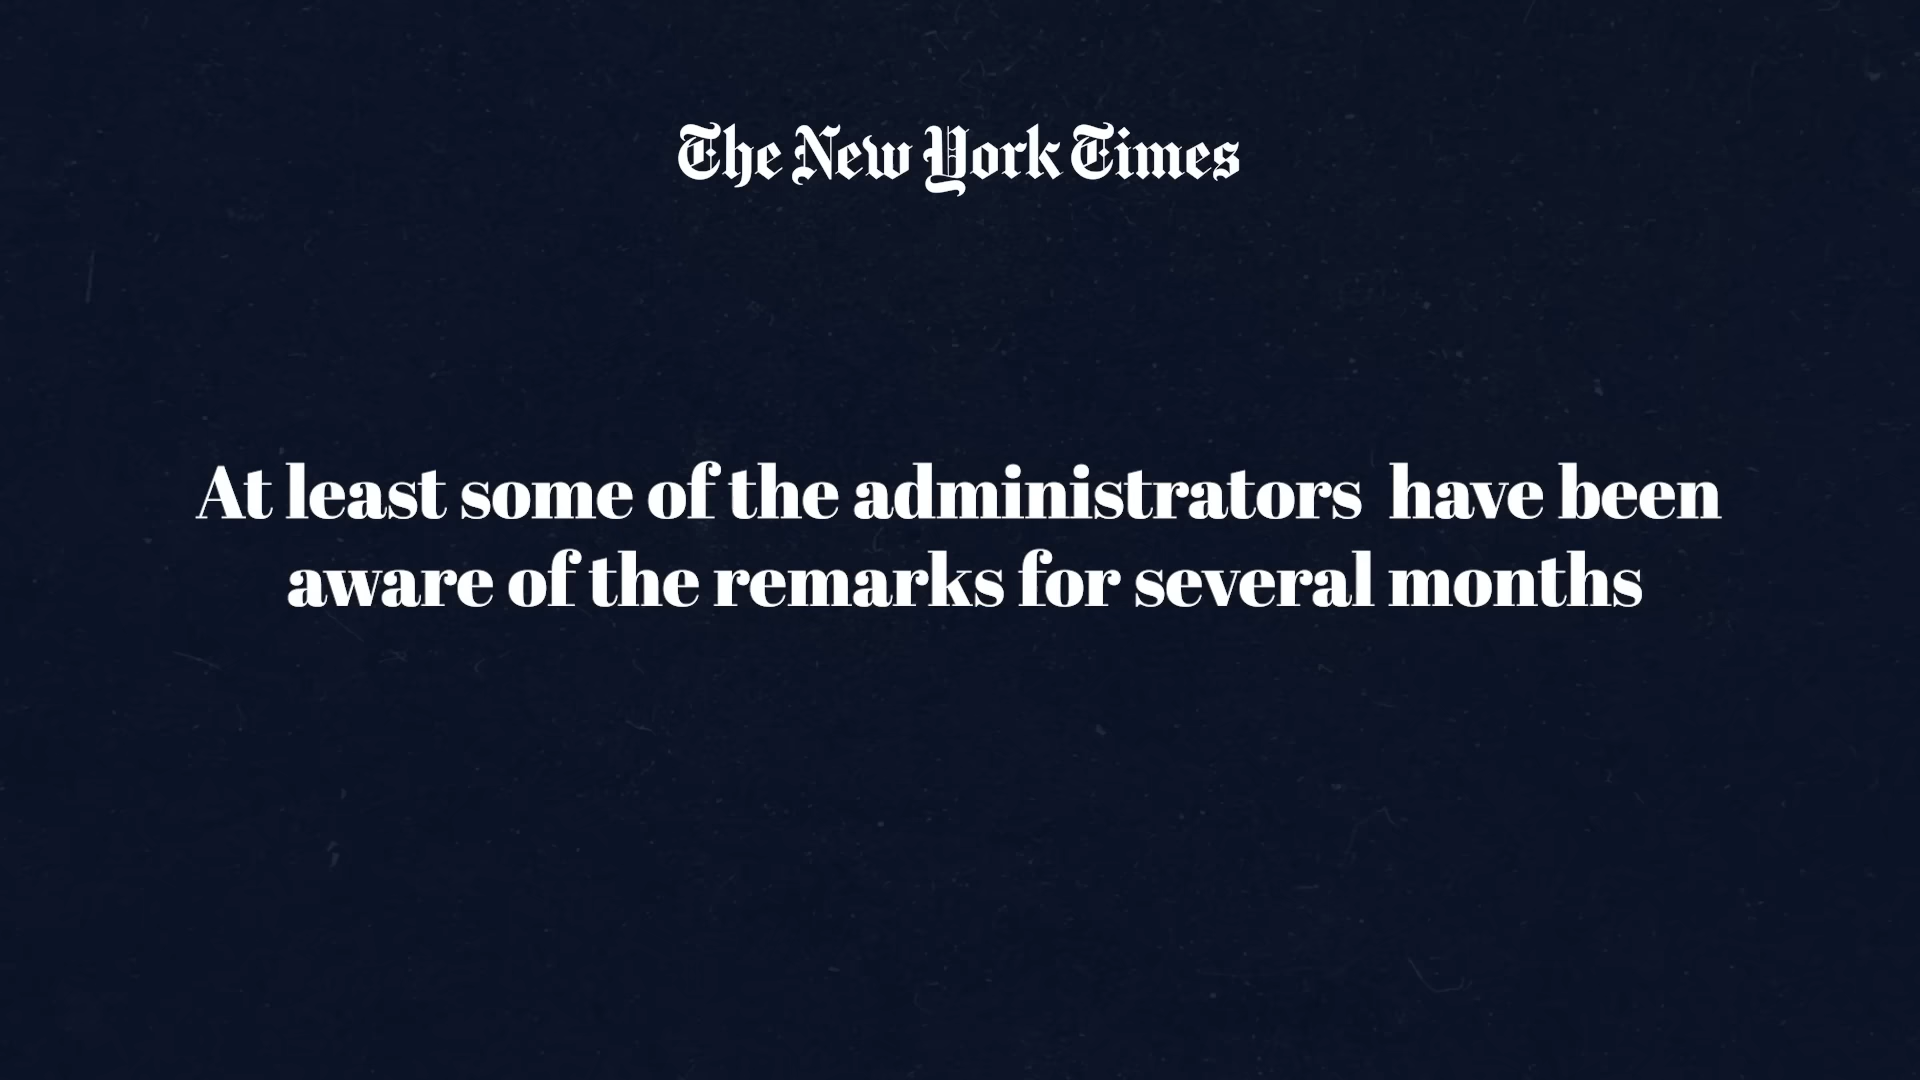 The New York Times
At least some of the administrators  have been
aware of the remarks for several months